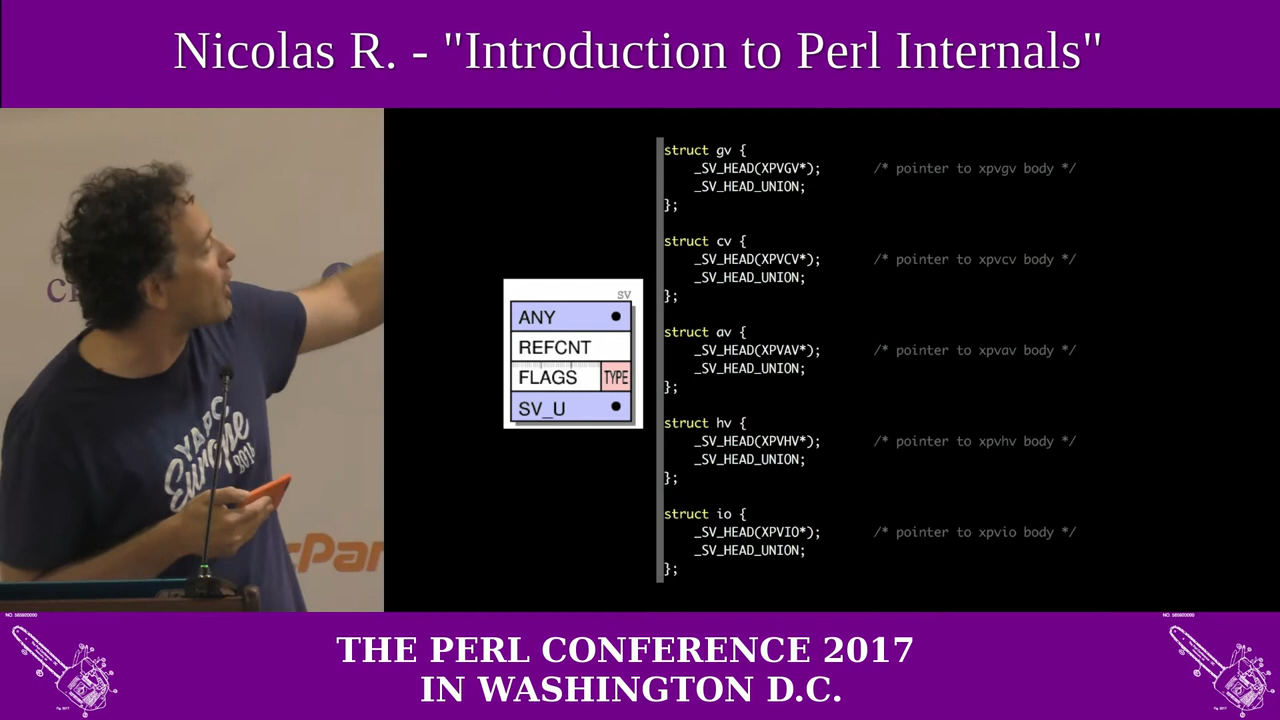 Nicolas R. - "Introduction to Perl Internals"
struct gv {
_SV_HEAD(XPVGV*); /* pointer to xpvgv body */
_SV_HEAD_UNION;
};
struct cv {
_SV_HEAD(XPVCV*); /* pointer to xpvcv body */
_SV_HEAD_UNION;
};
struct av {
_SV_HEAD(XPVAV*); /* pointer to xpvav body */
_SV_HEAD_UNION;
};
struct hv {
_SV_HEAD(XPVHV*); /* pointer to xpvhv body */
_SV_HEAD_UNION;
};
struct io {
_SV_HEAD(XPVIO*); /* pointer to xpvio body */
_SV_HEAD_UNION;
};
SV
ANY
REFCNT
FLAGS TYPE
SV_U
YAPC
Europe
THE PERL CONFERENCE 2017
IN WASHINGTON D.C.